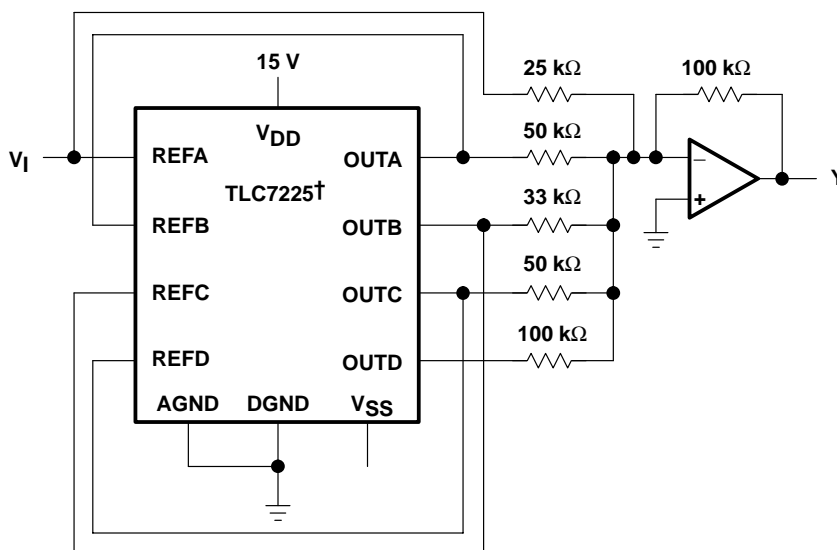 25 kΩ
100 kΩ
15 V
VDD
50 kΩ
VI
REFA
OUTA
–
Y
TLC7225†
33 kΩ
+
REFB
OUTB
50 kΩ
REFC
OUTC
100 kΩ
REFD
OUTD
AGND
DGND
VSS